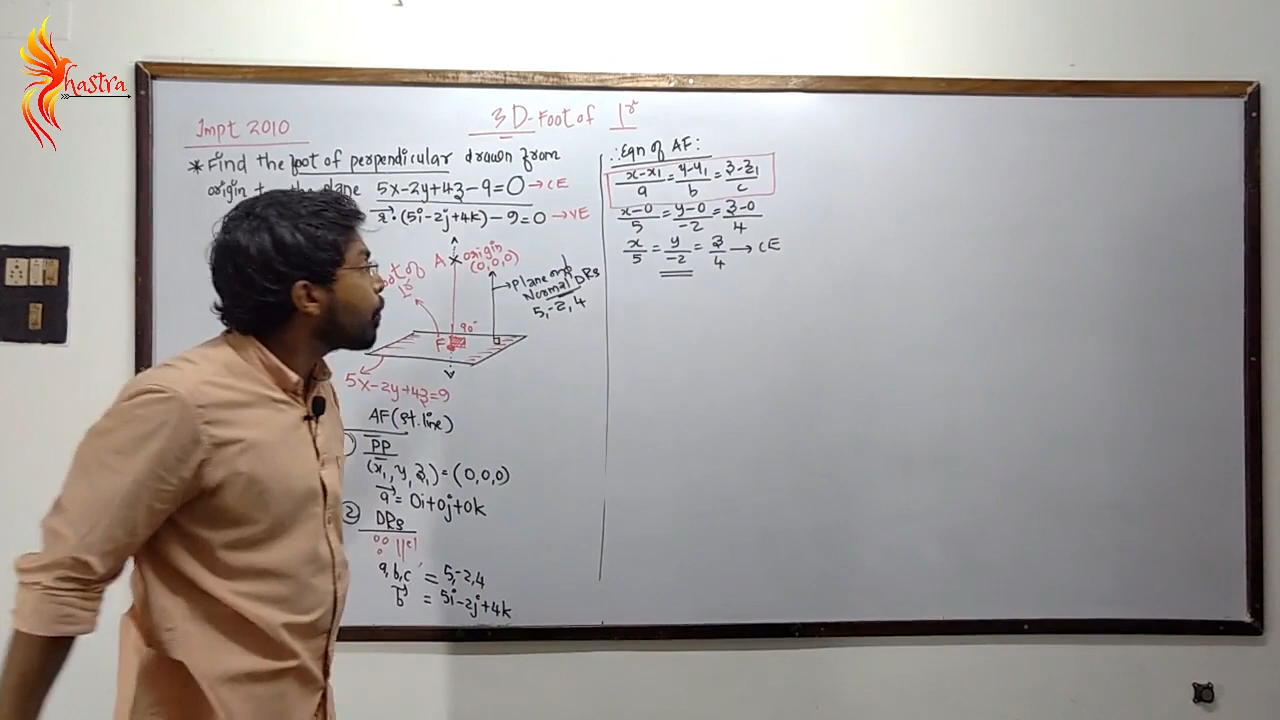 hastra
Impt 2010
3D-Foot of ⊥r
* Find the foot of perpendicular drawn from
origin plane 5x-2y+4z-9=0 → CE
r⃗.(5i-2j+4k)-9=0 → VE
A origin
(0,0,0)
of
⊥r
Plane
Normal DRs
5,-2,4
90°
F
5x-2y+4z=9
AF(st.line)
PP
(x₁,y₁,z₁)=(0,0,0)
a⃗ = 0i+0j+0k
② DRs
∵ ||el
a,b,c = 5,-2,4
b⃗ = 5i-2j+4k
∴Eqn of AF:
x-x₁/a = y-y₁/b = z-z₁/c
x-0/5 = y-0/-2 = z-0/4
x/5 = y/-2 = z/4 → CE